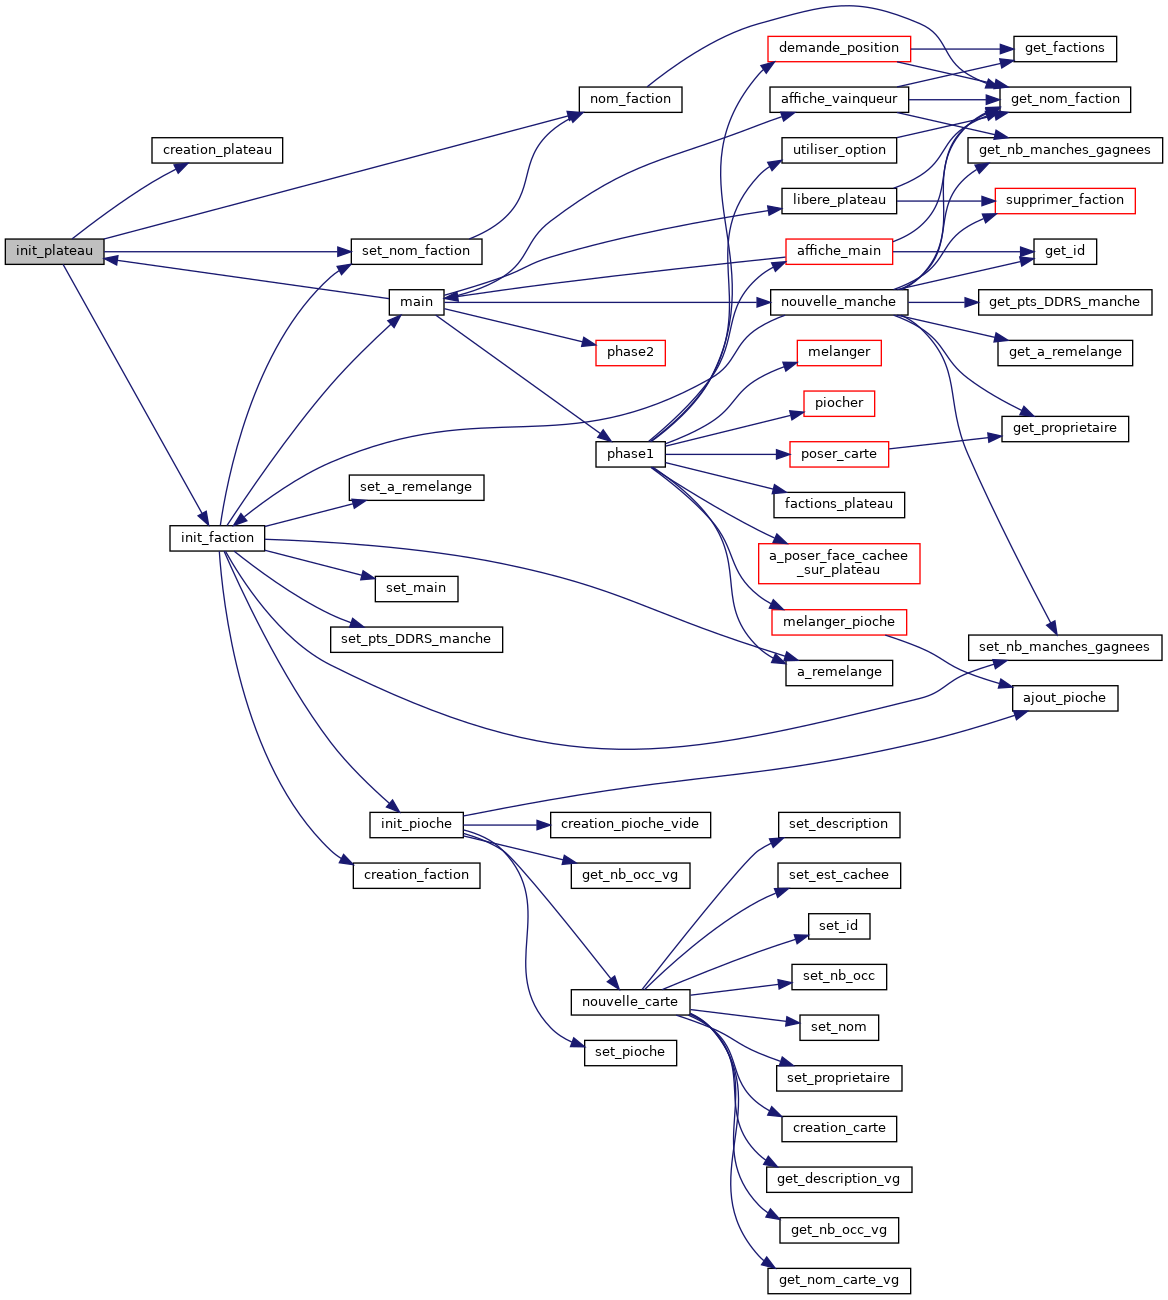 init_plateau
creation_plateau
init_faction
set_nom_faction
main
set_a_remelange
set_main
set_pts_DDRS_manche
init_pioche
creation_faction
nom_faction
phase2
phase1
creation_pioche_vide
get_nb_occ_vg
nouvelle_carte
set_pioche
demande_position
affiche_vainqueur
utiliser_option
libere_plateau
affiche_main
nouvelle_manche
melanger
piocher
poser_carte
factions_plateau
a_poser_face_cachee
_sur_plateau
melanger_pioche
a_remelange
set_description
set_est_cachee
set_id
set_nb_occ
set_nom
set_proprietaire
creation_carte
get_description_vg
get_nb_occ_vg
get_nom_carte_vg
get_factions
get_nom_faction
get_nb_manches_gagnees
supprimer_faction
get_id
get_pts_DDRS_manche
get_a_remelange
get_proprietaire
set_nb_manches_gagnees
ajout_pioche